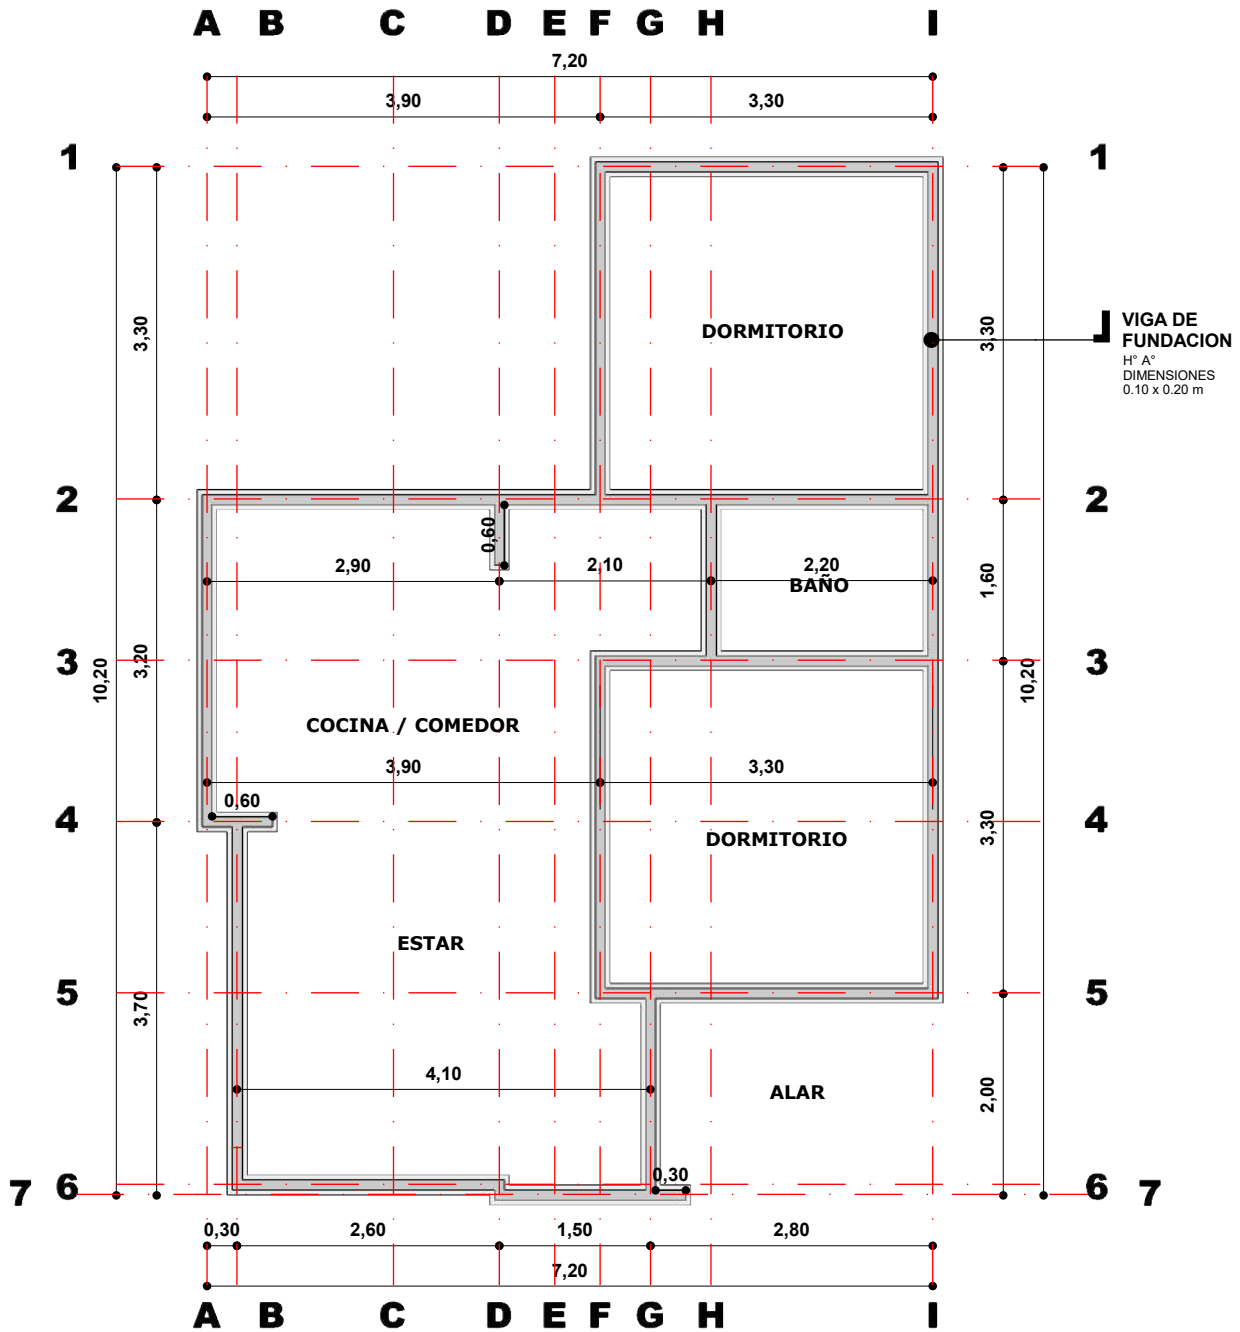 A B C D E F G H I
7,20
3,90 3,30
1 1
3,30 3,30
DORMITORIO
VIGA DE
FUNDACION
H° A°
DIMENSIONES
0.10 x 0.20 m
2 2
0,60
2,90 2,10 2,20
BAÑO
1,60
3 3
10,20 3,20 10,20
COCINA / COMEDOR
3,90 3,30
0,60
4 4
DORMITORIO
3,30
ESTAR
5 5
3,70
4,10
ALAR
2,00
0,30
7 6 6 7
0,30 2,60 1,50 2,80
7,20
A B C D E F G H I